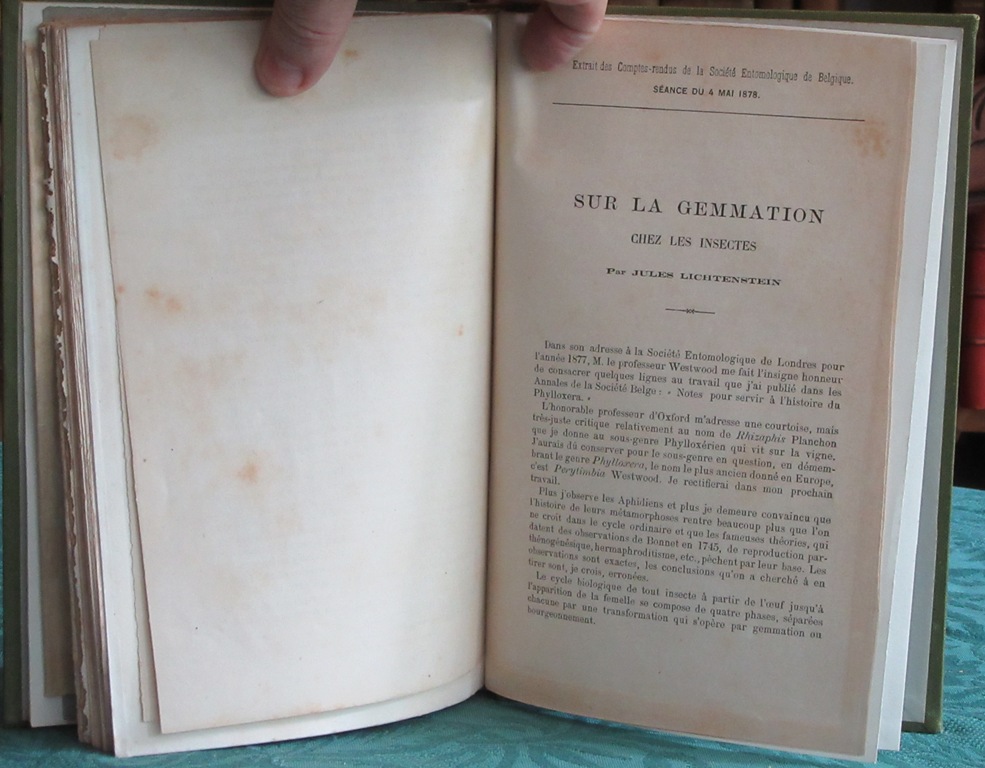 Extrait des Comptes-rendus de la Société Entomologique de Belgique.
SÉANCE DU 4 MAI 1878.
SUR LA GEMMATION
CHEZ LES INSECTES
Par JULES LICHTENSTEIN
Dans son adresse à la Société Entomologique de Londres pour
l'année 1877, M. le professeur Westwood me fait l'insigne honneur
de consacrer quelques lignes au travail que j'ai publié dans les
Annales de la Société Belge : « Notes pour servir à l'histoire du
Phylloxera. »
L'honorable professeur d'Oxford m'adresse une courtoise, mais
très-juste critique relativement au nom de Rhizaphis Planchon
que je donne au sous-genre Phylloxérien qui vit sur la vigne.
J'aurais dû conserver pour le sous-genre en question, en démem-
brant le genre Phylloxera, le nom le plus ancien donné en Europe,
c'est Perytimbia Westwood. Je rectifierai dans mon prochain
travail.
Plus j'observe les Aphidiens et plus je demeure convaincu que
l'histoire de leurs métamorphoses rentre beaucoup plus que l'on
ne croit dans le cycle ordinaire et que les fameuses théories, qui
datent des observations de Bonnet en 1745, de reproduction par-
thénogénésique, hermaphroditisme, etc., pèchent par leur base. Les
observations sont exactes, les conclusions qu'on a cherché à en
tirer sont, je crois, erronées.
Le cycle biologique de tout insecte à partir de l'œuf jusqu'à
l'apparition de la femelle se compose de quatre phases, séparées
chacune par une transformation qui s'opère par gemmation ou
bourgeonnement.